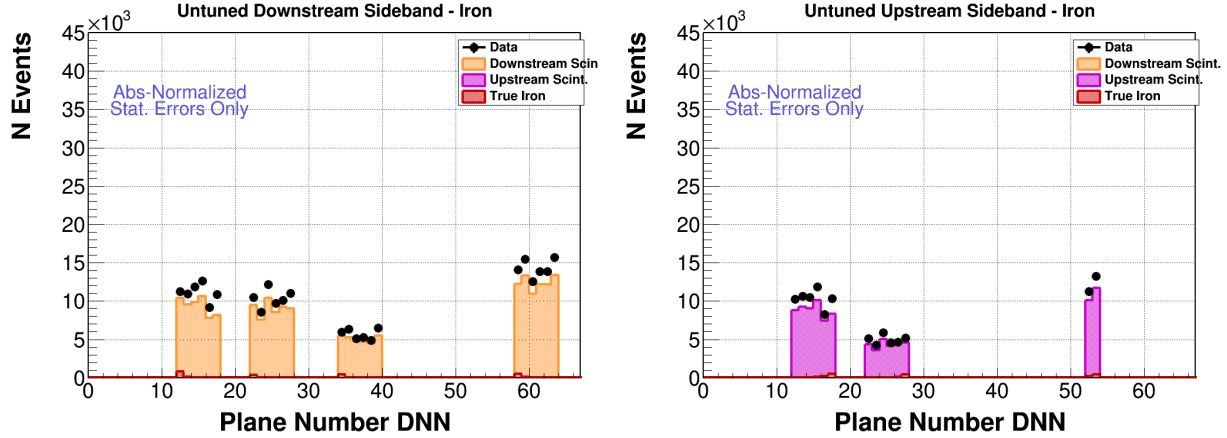 Untuned Downstream Sideband - Iron
×10³
45
40
35
30
25
20
15
10
5
0
N Events
Abs-Normalized
Stat. Errors Only
Data
Downstream Scin
Upstream Scint.
True Iron
0 10 20 30 40 50 60
Plane Number DNN
Untuned Upstream Sideband - Iron
×10³
45
40
35
30
25
20
15
10
5
0
N Events
Abs-Normalized
Stat. Errors Only
Data
Downstream Scint.
Upstream Scint.
True Iron
0 10 20 30 40 50 60
Plane Number DNN